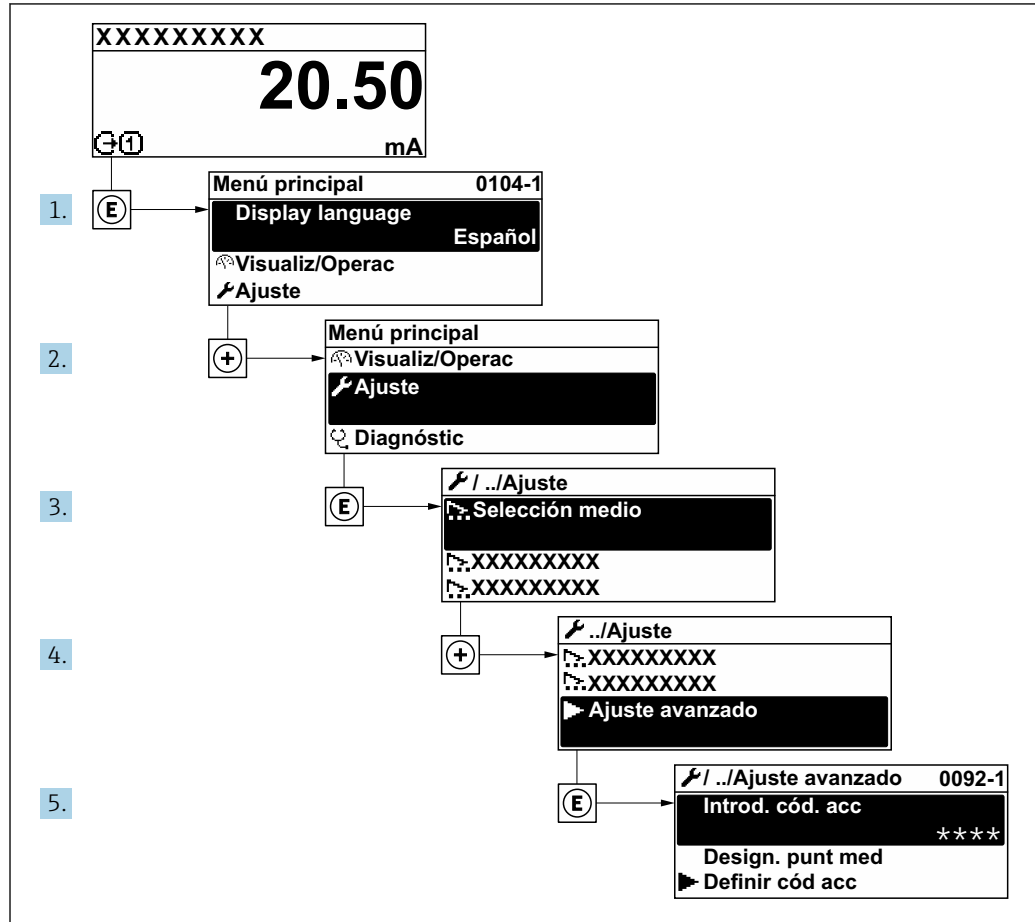 XXXXXXXXX
20.50
mA
1.
E
Menú principal 0104-1
Display language
Español
Visualiz/Operac
Ajuste
2.
+
Menú principal
Visualiz/Operac
Ajuste
Diagnóstic
3.
E
/ ../Ajuste
Selección medio
XXXXXXXXX
XXXXXXXXX
4.
+
../Ajuste
XXXXXXXXX
XXXXXXXXX
Ajuste avanzado
5.
E
/ ../Ajuste avanzado 0092-1
Introd. cód. acc
****
Design. punt med
Definir cód acc
1